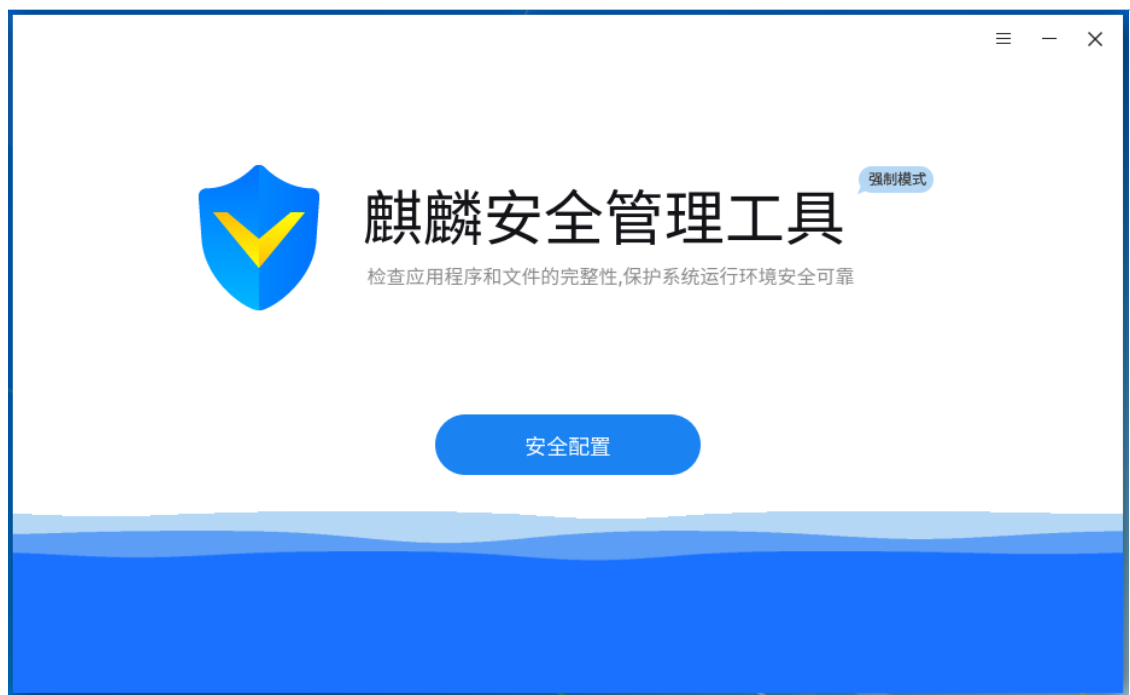 强制模式
麒麟安全管理工具
检查应用程序和文件的完整性,保护系统运行环境安全可靠
安全配置